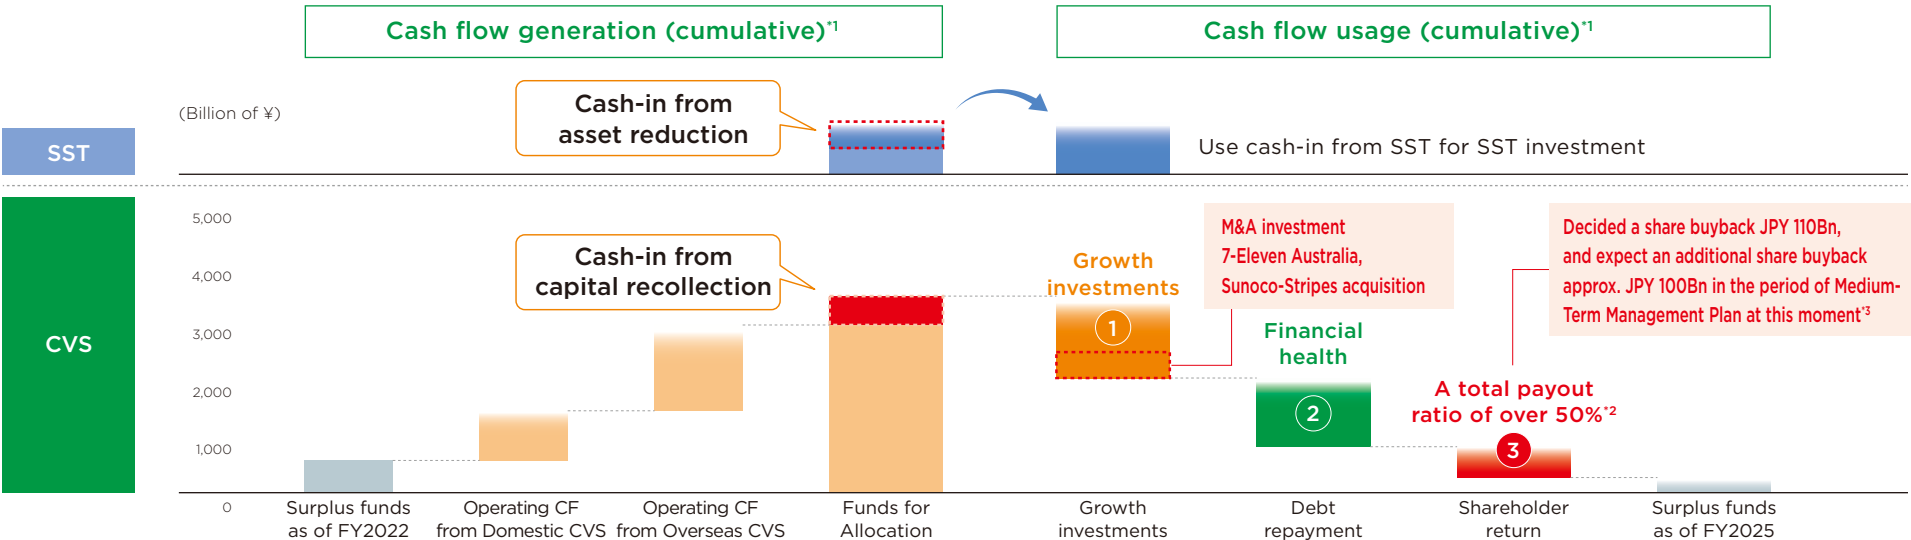 Cash flow generation (cumulative)*1
Cash flow usage (cumulative)*1
(Billion of ¥)
Cash-in from
asset reduction
SST
Use cash-in from SST for SST investment
CVS
5,000
4,000
3,000
2,000
1,000
0
Cash-in from
capital recollection
Growth
investments
1
M&A investment
7-Eleven Australia,
Sunoco-Stripes acquisition
Financial
health
2
Decided a share buyback JPY 110Bn,
and expect an additional share buyback
approx. JPY 100Bn in the period of Medium-
Term Management Plan at this moment*3
A total payout
ratio of over 50%*2
3
Surplus funds
as of FY2022
Operating CF
from Domestic CVS
Operating CF
from Overseas CVS
Funds for
Allocation
Growth
investments
Debt
repayment
Shareholder
return
Surplus funds
as of FY2025